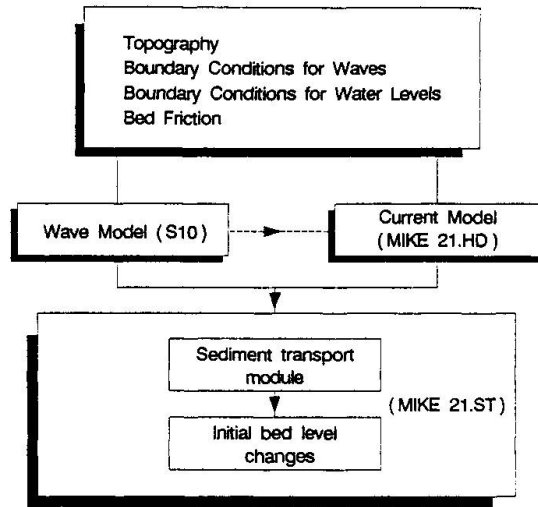 Topography
Boundary Conditions for Waves
Boundary Conditions for Water Levels
Bed Friction
Wave Model (S10)
Current Model
(MIKE 21.HD)
Sediment transport
module
(MIKE 21.ST)
Initial bed level
changes